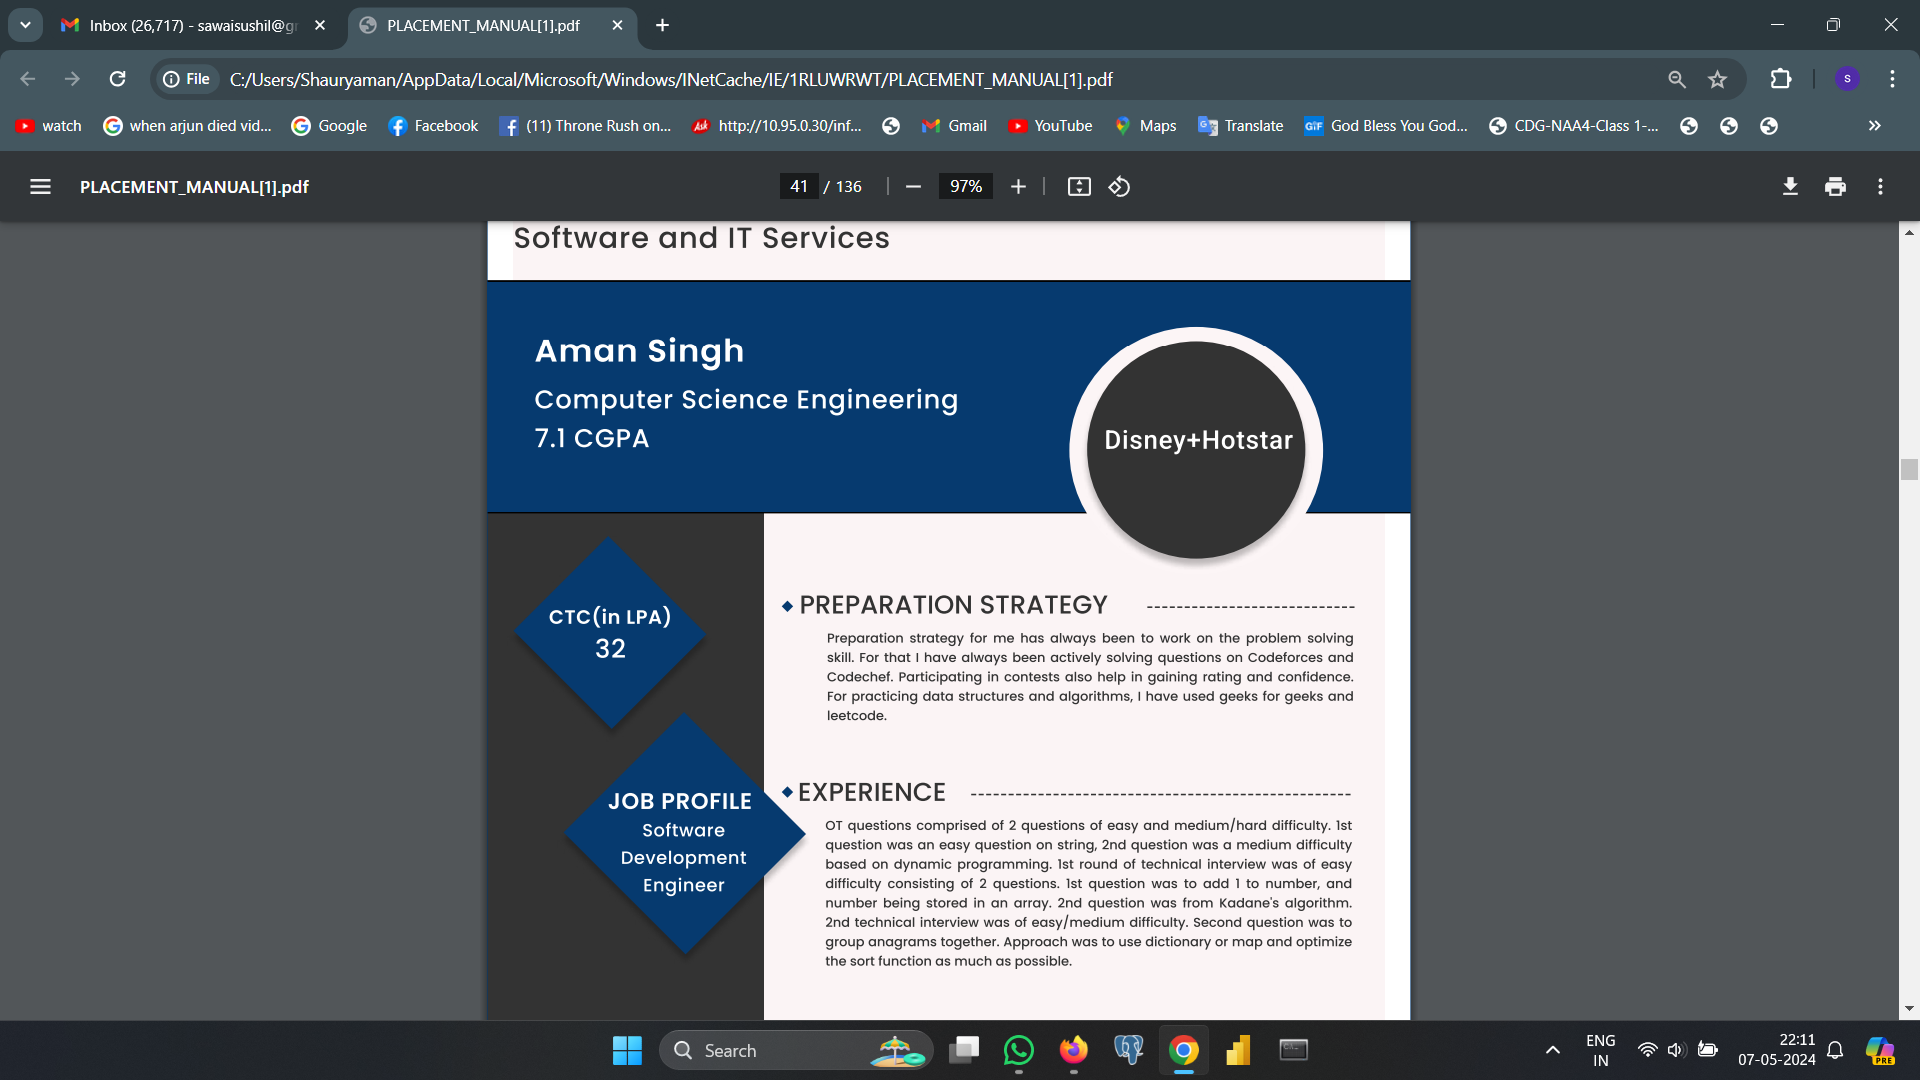 Inbox (26,717) - sawaisushil@g
PLACEMENT_MANUAL[1].pdf
File
C:/Users/Shauryaman/AppData/Local/Microsoft/Windows/INetCache/IE/1RLUWRWT/PLACEMENT_MANUAL[1].pdf
S
watch
when arjun died vid...
Google
Facebook
(11) Throne Rush on...
Ask
http://10.95.0.30/inf...
Gmail
YouTube
Maps
Translate
GIF
God Bless You God...
CDG-NAA4-Class 1-...
PLACEMENT_MANUAL[1].pdf
41 / 136
97%
Software and IT Services
Aman Singh
Computer Science Engineering
7.1 CGPA
Disney+Hotstar
CTC(in LPA)
32
JOB PROFILE
Software
Development
Engineer
PREPARATION STRATEGY
Preparation strategy for me has always been to work on the problem solving
skill. For that I have always been actively solving questions on Codeforces and
Codechef. Participating in contests also help in gaining rating and confidence.
For practicing data structures and algorithms, I have used geeks for geeks and
leetcode.
EXPERIENCE
OT questions comprised of 2 questions of easy and medium/hard difficulty. 1st
question was an easy question on string, 2nd question was a medium difficulty
based on dynamic programming. 1st round of technical interview was of easy
difficulty consisting of 2 questions. 1st question was to add 1 to number, and
number being stored in an array. 2nd question was from Kadane's algorithm.
2nd technical interview was of easy/medium difficulty. Second question was to
group anagrams together. Approach was to use dictionary or map and optimize
the sort function as much as possible.
Search
ENG
IN
22:11
07-05-2024
PRE